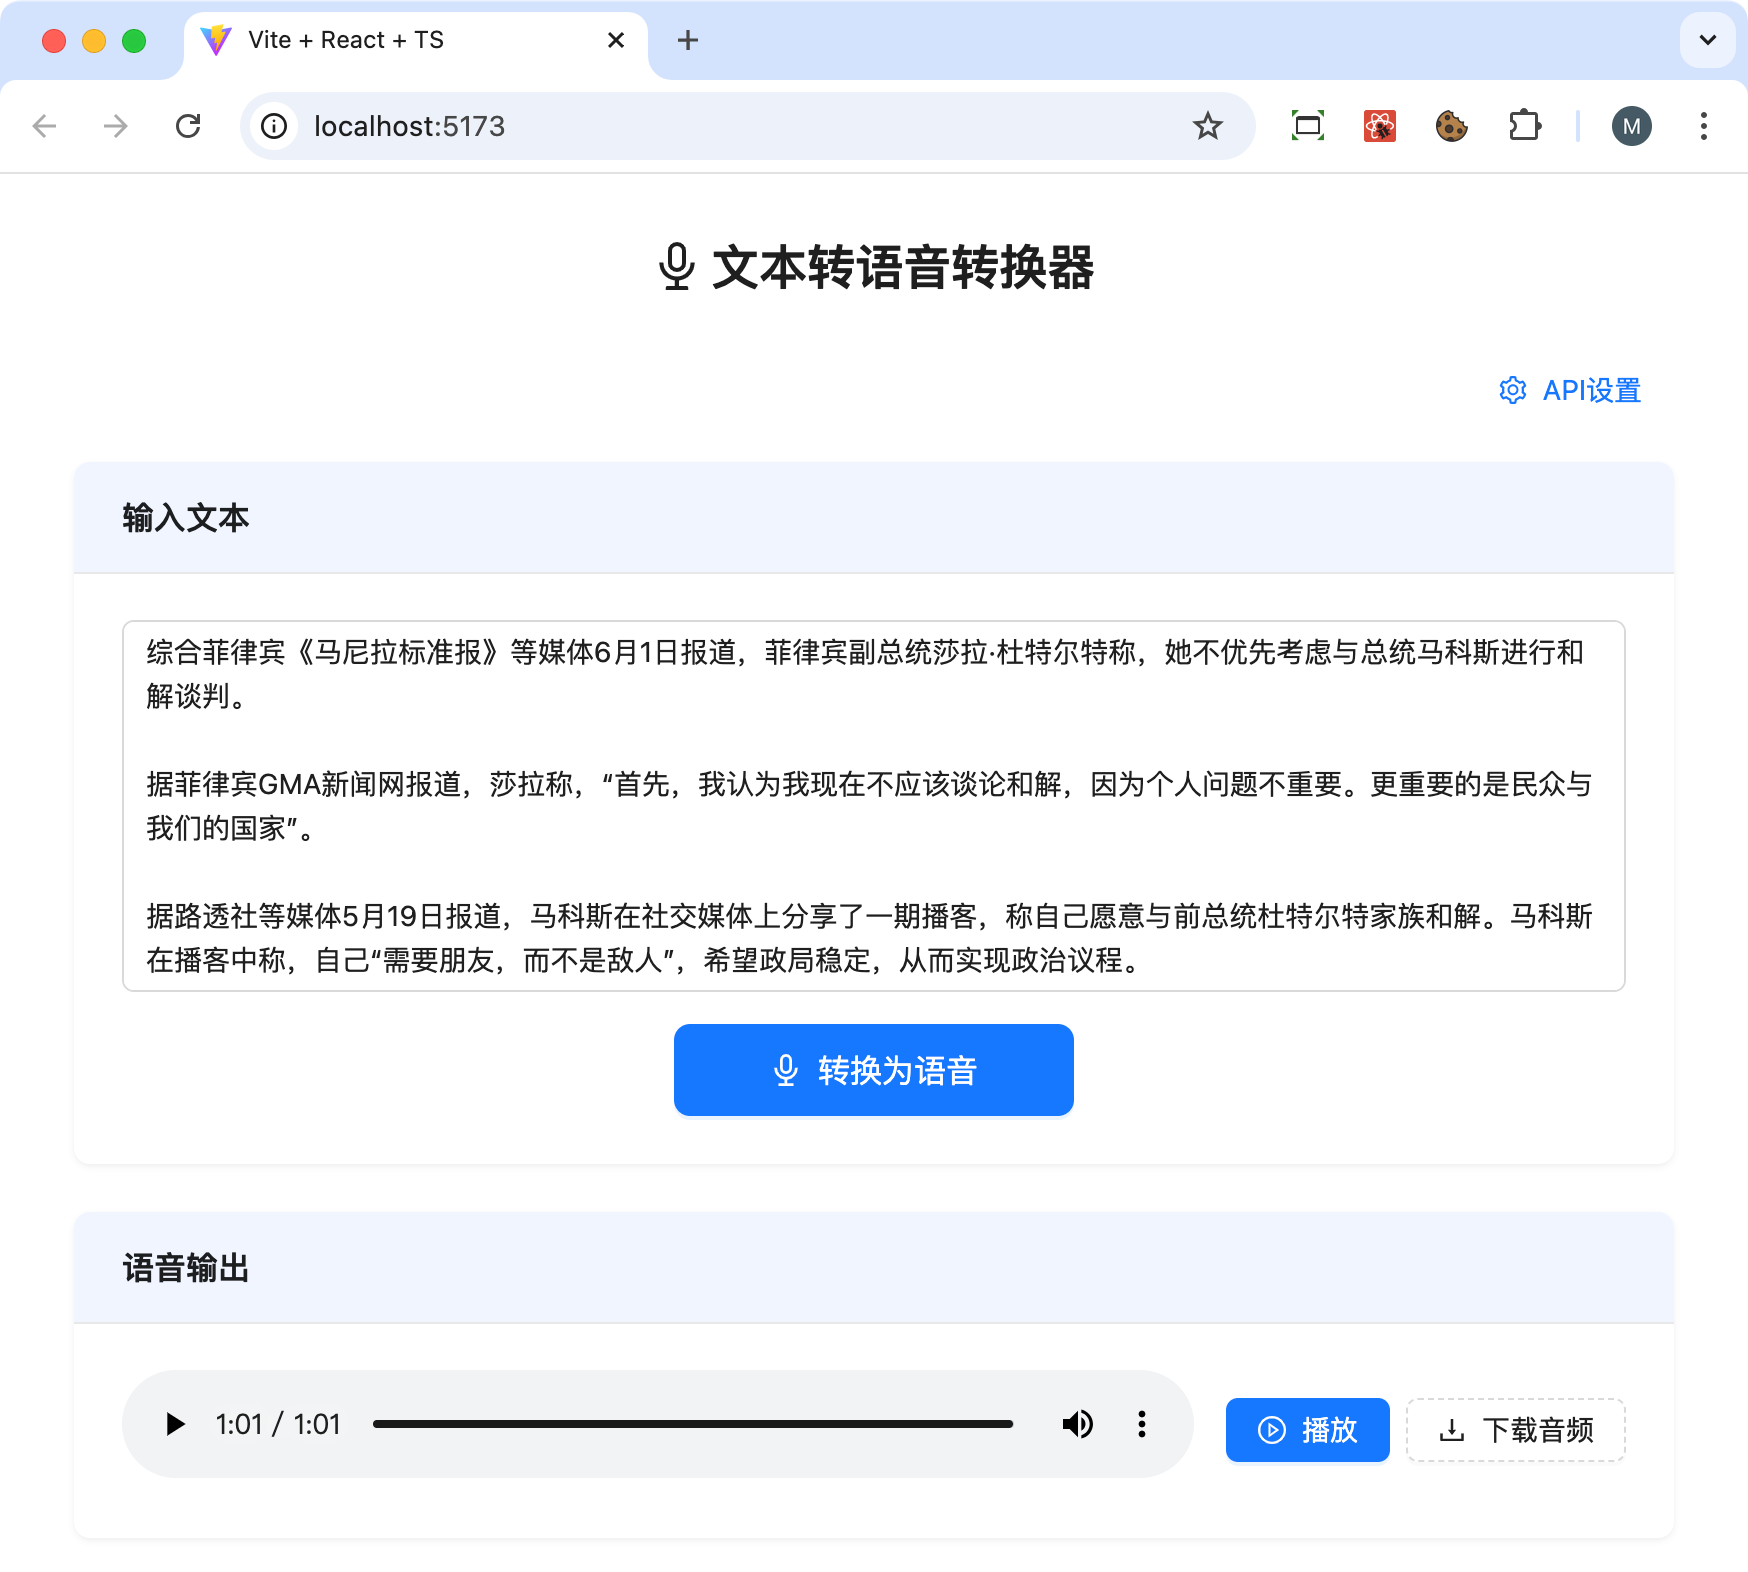 Vite + React + TS
localhost:5173
M
文本转语音转换器
API设置
输入文本
综合菲律宾《马尼拉标准报》等媒体6月1日报道，菲律宾副总统莎拉·杜特尔特称，她不优先考虑与总统马科斯进行和
解谈判。
据菲律宾GMA新闻网报道，莎拉称，“首先，我认为我现在不应该谈论和解，因为个人问题不重要。更重要的是民众与
我们的国家”。
据路透社等媒体5月19日报道，马科斯在社交媒体上分享了一期播客，称自己愿意与前总统杜特尔特家族和解。马科斯
在播客中称，自己“需要朋友，而不是敌人”，希望政局稳定，从而实现政治议程。
转换为语音
语音输出
1:01 / 1:01
播放
下载音频